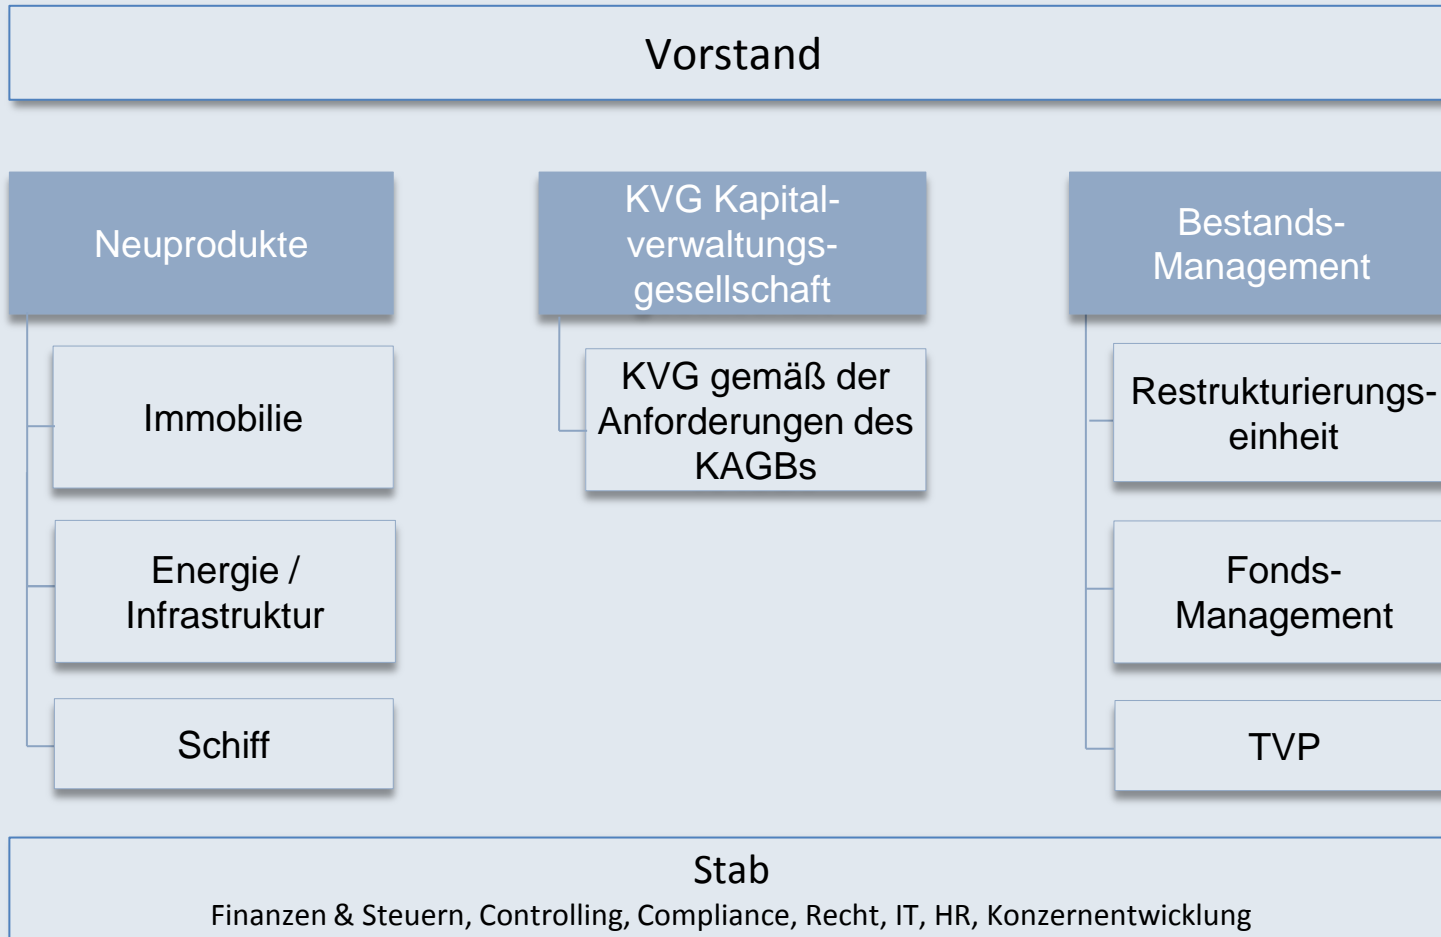 Vorstand
Neuprodukte
Immobilie
Energie /
Infrastruktur
Schiff
KVG Kapital-
verwaltungs-
gesellschaft
KVG gemäß der
Anforderungen des
KAGBs
Bestands-
Management
Restrukturierungs-
einheit
Fonds-
Management
TVP
Stab
Finanzen & Steuern, Controlling, Compliance, Recht, IT, HR, Konzernentwicklung